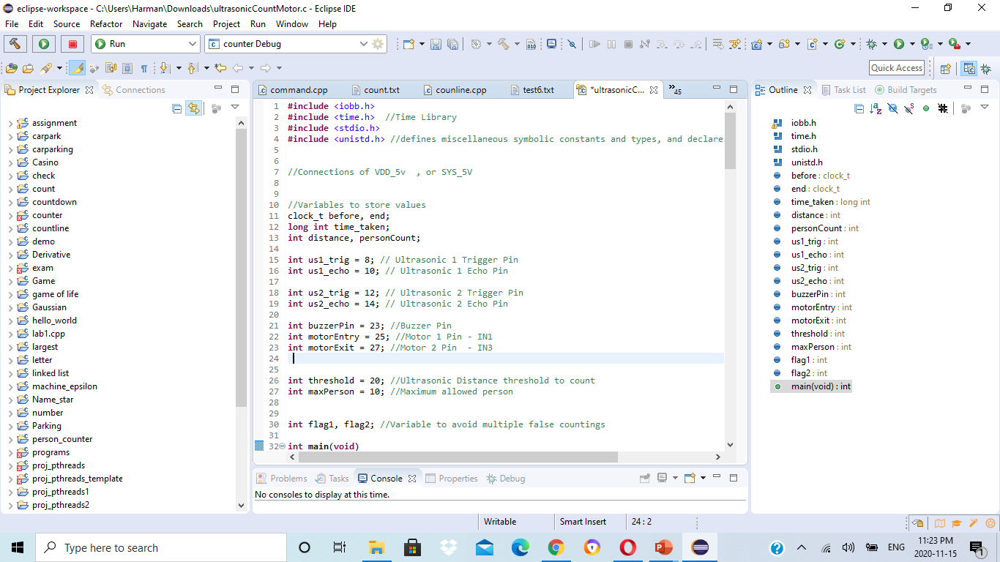 eclipse-workspace - C:\Users\Harman\Downloads\ultrasonicCountMotor.c - Eclipse IDE
File Edit Source Refactor Navigate Search Project Run Window Help
Run
counter Debug
Quick Access
Project Explorer
Connections
assignment
carpark
carparking
Casino
check
count
countdown
counter
countline
demo
Derivative
exam
Game
game of life
Gaussian
hello_world
lab1.cpp
largest
letter
linked list
machine_epsilon
Name_star
number
Parking
person_counter
programs
proj_pthreads
proj_pthreads_template
proj_pthreads1
proj_pthreads2
command.cpp count.txt counline.cpp test6.txt *ultrasonicC... »45
1 #include <iobb.h>
2 #include <time.h> //Time Library
3 #include <stdio.h>
4 #include <unistd.h> //defines miscellaneous symbolic constants and types, and declare
5
6
7 //Connections of VDD_5v , or SYS_5V
8
9
10 //Variables to store values
11 clock_t before, end;
12 long int time_taken;
13 int distance, personCount;
14
15 int us1_trig = 8; // Ultrasonic 1 Trigger Pin
16 int us1_echo = 10; // Ultrasonic 1 Echo Pin
17
18 int us2_trig = 12; // Ultrasonic 2 Trigger Pin
19 int us2_echo = 14; // Ultrasonic 2 Echo Pin
20
21 int buzzerPin = 23; //Buzzer Pin
22 int motorEntry = 25; //Motor 1 Pin - IN1
23 int motorExit = 27; //Motor 2 Pin - IN3
24
25
26 int threshold = 20; //Ultrasonic Distance threshold to count
27 int maxPerson = 10; //Maximum allowed person
28
29
30 int flag1, flag2; //Variable to avoid multiple false countings
31
32 int main(void)
Problems Tasks Console Properties Debug
No consoles to display at this time.
Outline Task List Build Targets
iobb.h
time.h
stdio.h
unistd.h
before : clock_t
end : clock_t
time_taken : long int
distance : int
personCount : int
us1_trig : int
us1_echo : int
us2_trig : int
us2_echo : int
buzzerPin : int
motorEntry : int
motorExit : int
threshold : int
maxPerson : int
flag1 : int
flag2 : int
main(void) : int
Writable Smart Insert 24 : 2
Type here to search
ENG
11:23 PM
2020-11-15
1